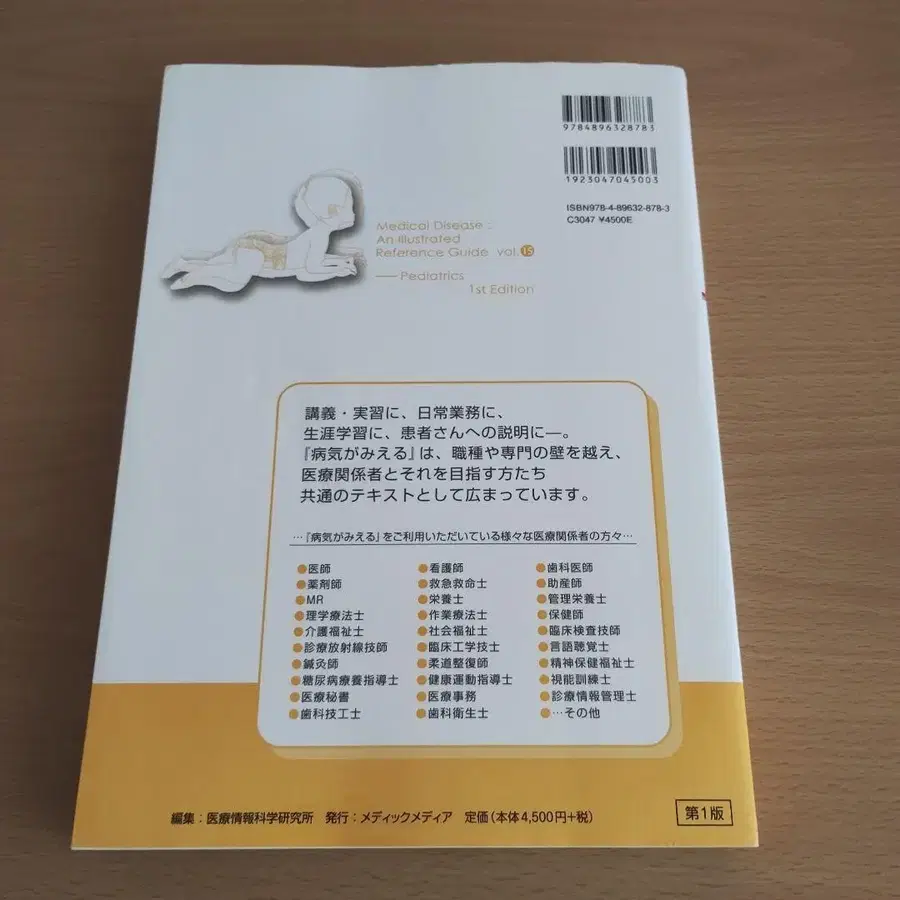 9784896328783
1923047045003
ISBN978-4-89632-878-3
C3047 ¥4500E
Medical Disease :
An Illustrated
Reference Guide vol.15
— Pediatrics
1st Edition
講義・実習に、日常業務に、
生涯学習に、患者さんへの説明に―。
『病気がみえる』は、職種や専門の壁を越え、
医療関係者とそれを目指す方たち
共通のテキストとして広まっています。
…『病気がみえる』をご利用いただいている様々な医療関係者の方々…
●医師 ●看護師 ●歯科医師
●薬剤師 ●救急救命士 ●助産師
●MR ●栄養士 ●管理栄養士
●理学療法士 ●作業療法士 ●保健師
●介護福祉士 ●社会福祉士 ●臨床検査技師
●診療放射線技師 ●臨床工学技士 ●言語聴覚士
●鍼灸師 ●柔道整復師 ●精神保健福祉士
●糖尿病療養指導士 ●健康運動指導士 ●視能訓練士
●医療秘書 ●医療事務 ●診療情報管理士
●歯科技工士 ●歯科衛生士 ●…その他
編集:医療情報科学研究所 発行:メディックメディア 定価(本体4,500円+税)
第1版